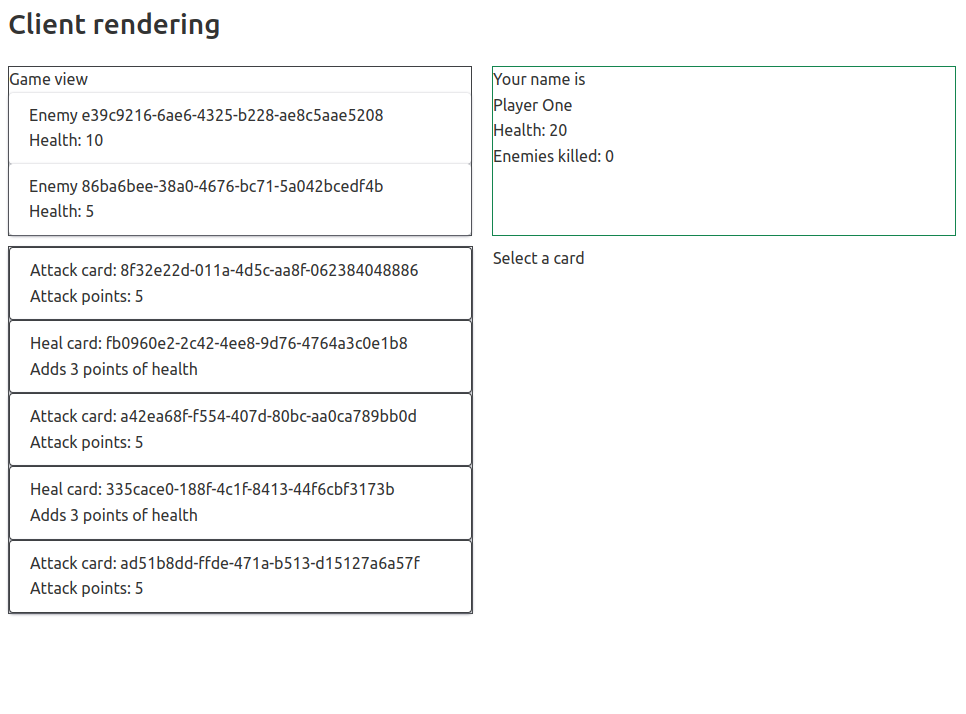 Client rendering
Game view
Enemy e39c9216-6ae6-4325-b228-ae8c5aae5208
Health: 10
Enemy 86ba6bee-38a0-4676-bc71-5a042bcedf4b
Health: 5
Your name is
Player One
Health: 20
Enemies killed: 0
Attack card: 8f32e22d-011a-4d5c-aa8f-062384048886
Attack points: 5
Heal card: fb0960e2-2c42-4ee8-9d76-4764a3c0e1b8
Adds 3 points of health
Attack card: a42ea68f-f554-407d-80bc-aa0ca789bb0d
Attack points: 5
Heal card: 335cace0-188f-4c1f-8413-44f6cbf3173b
Adds 3 points of health
Attack card: ad51b8dd-ffde-471a-b513-d15127a6a57f
Attack points: 5
Select a card